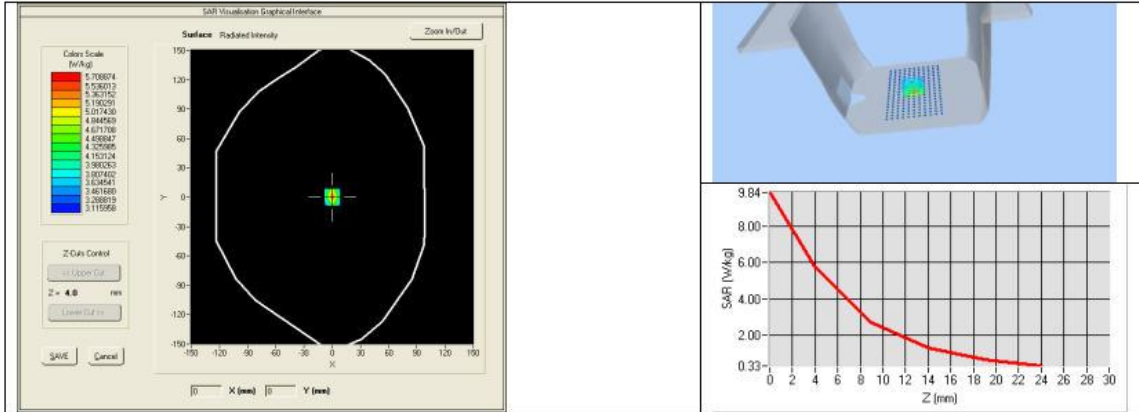 SAR Visualisation Graphical Interface
Surface Radiated Intensity
Zoom In/Out
Colors Scale
(W/kg)
5.708874
5.536013
5.363152
5.190291
5.017430
4.844569
4.671708
4.498847
4.325985
4.153124
3.980263
3.807402
3.634541
3.461680
3.288819
3.115958
Z-Cuts Control
<< Upper Cut
Z = 4.0 mm
Lower Cut >>
SAVE Cancel
150
120
90
60
30
0
-30
-60
-90
-120
-150
Y
-150 -120 -90 -60 -30 0 30 60 90 120 150
X
0 X (mm) 0 Y (mm)
9.84
8.00
6.00
4.00
2.00
0.33
SAR (W/kg)
0 2 4 6 8 10 12 14 16 18 20 22 24 26 28 30
Z (mm)